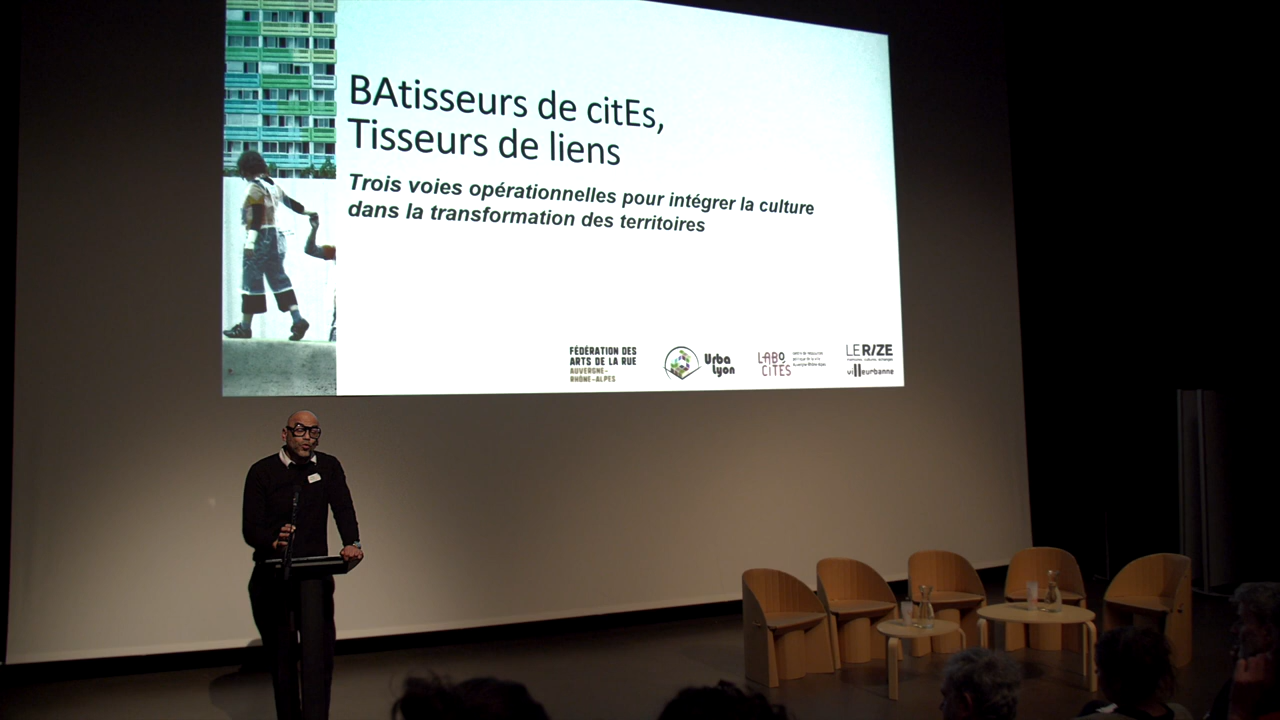 BAtisseurs de citEs,
Tisseurs de liens
Trois voies opérationnelles pour intégrer la culture
dans la transformation des territoires
FÉDÉRATION DES
ARTS DE LA RUE
AUVERGNE-
RHÔNE-ALPES
Urba
Lyon
LABO
CITÉS
LE RIZE
villeurbanne